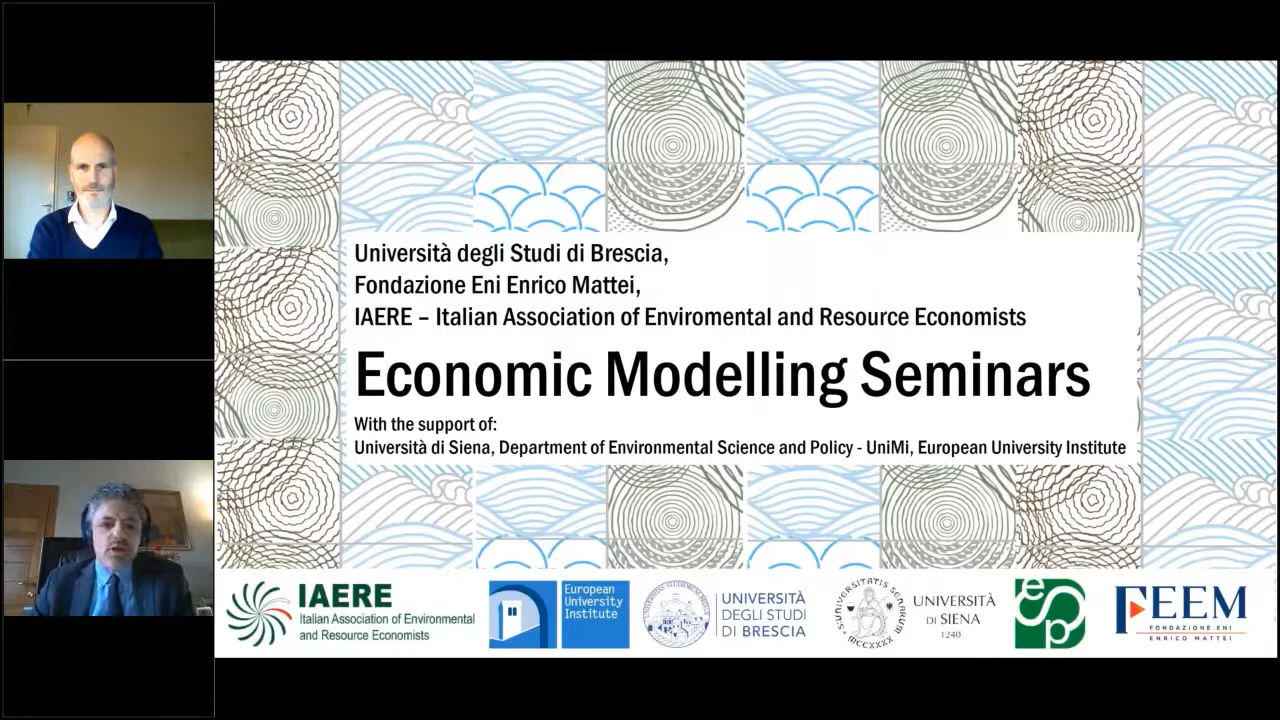 Università degli Studi di Brescia,
Fondazione Eni Enrico Mattei,
IAERE – Italian Association of Enviromental and Resource Economists
Economic Modelling Seminars
With the support of:
Università di Siena, Department of Environmental Science and Policy - UniMi, European University Institute
IAERE
Italian Association of Environmental
and Resource Economists
European
University
Institute
UNIVERSITÀ
DEGLI STUDI
DI BRESCIA
UNIVERSITÀ
DI SIENA
1240
esp
FEEM
FONDAZIONE ENI
ENRICO MATTEI